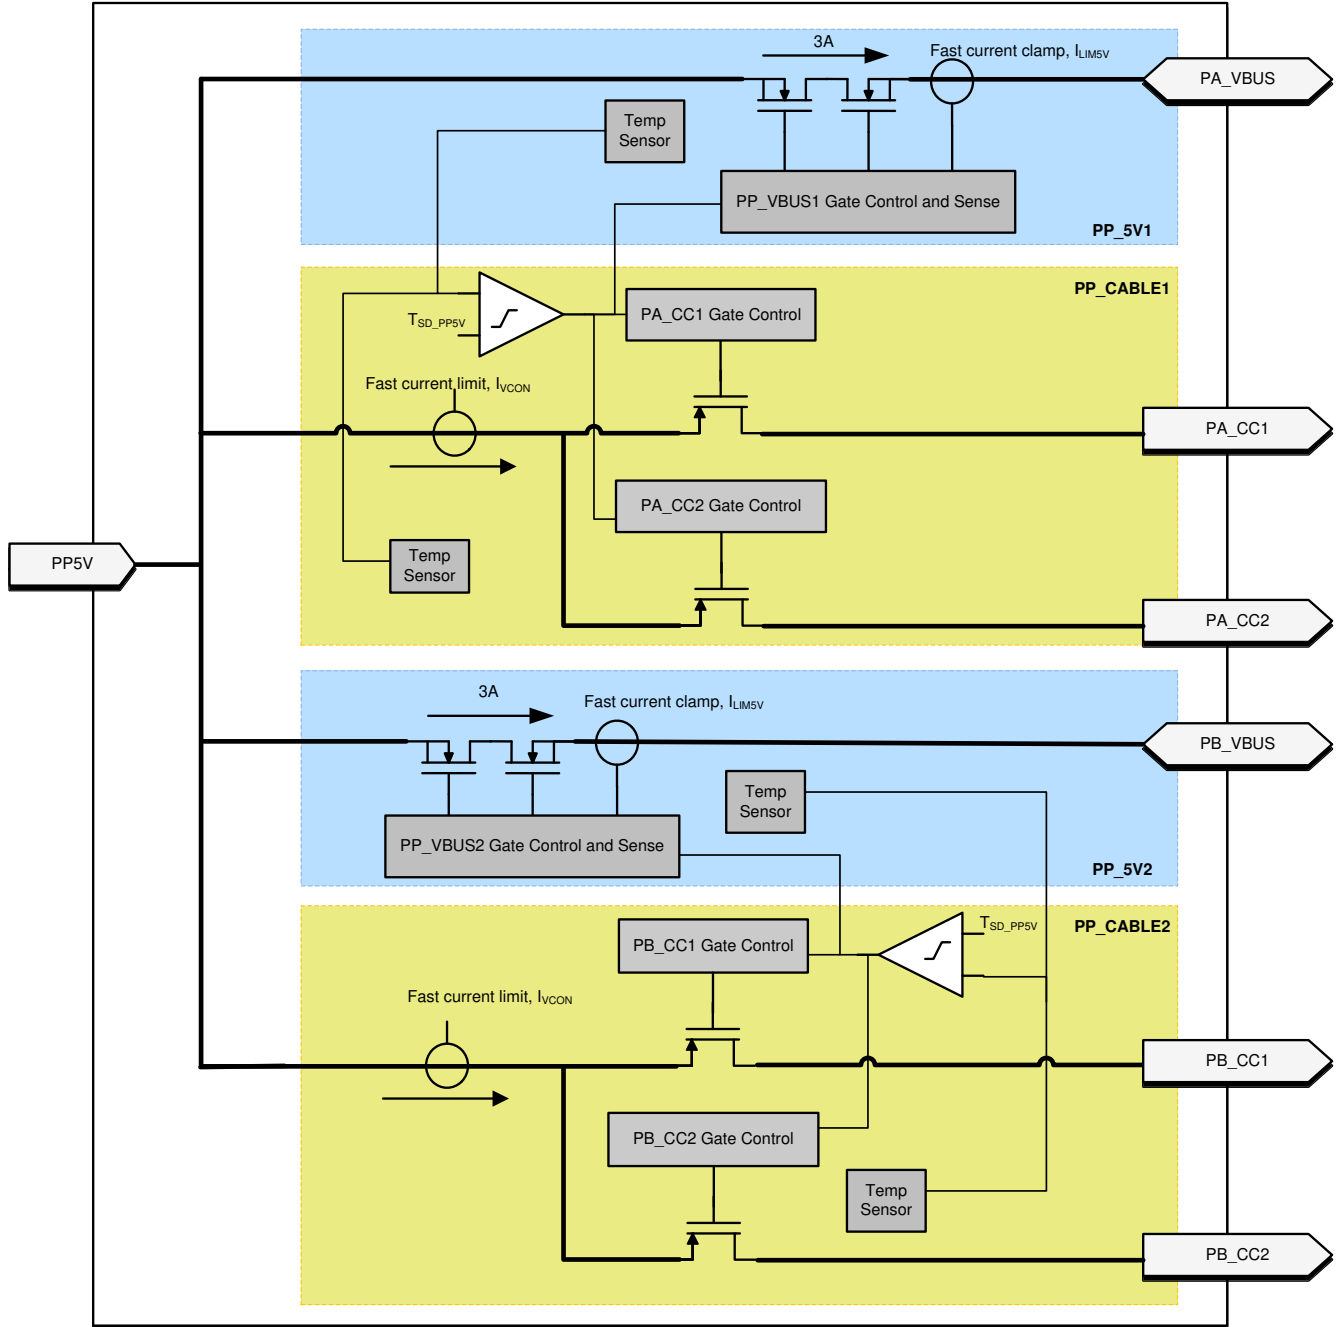 3A
Fast current clamp, ILIM5V
PA_VBUS
Temp
Sensor
PP_VBUS1 Gate Control and Sense
PP_5V1
PP_CABLE1
PA_CC1 Gate Control
TSD_PP5V
Fast current limit, IVCON
PA_CC1
PA_CC2 Gate Control
PP5V
Temp
Sensor
PA_CC2
3A
Fast current clamp, ILIM5V
PB_VBUS
Temp
Sensor
PP_VBUS2 Gate Control and Sense
PP_5V2
PP_CABLE2
TSD_PP5V
PB_CC1 Gate Control
Fast current limit, IVCON
PB_CC1
PB_CC2 Gate Control
Temp
Sensor
PB_CC2